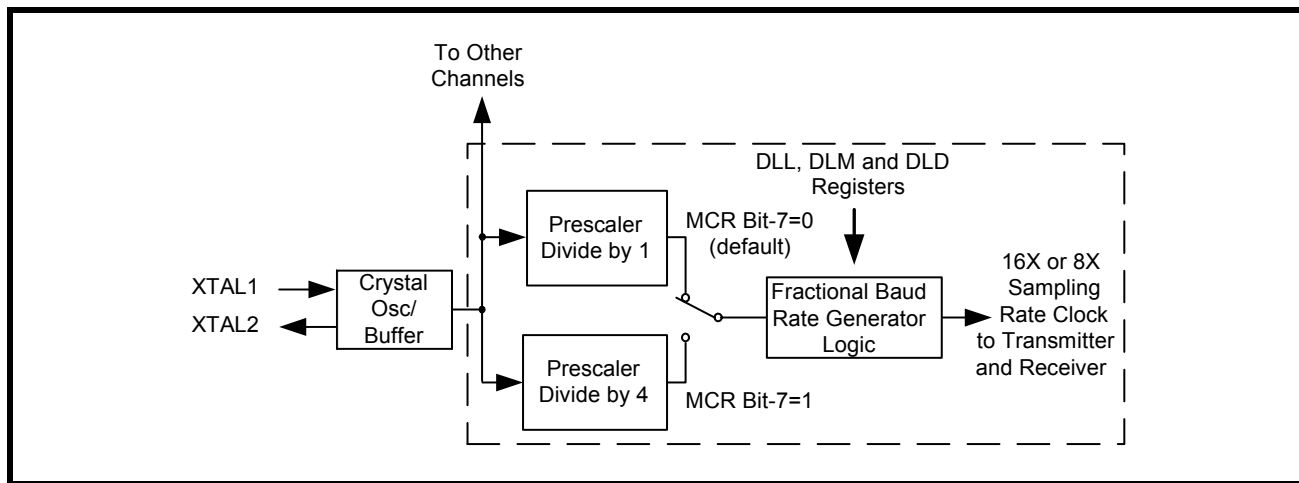 To Other
Channels
DLL, DLM and DLD
Registers
Prescaler
Divide by 1
MCR Bit-7=0
(default)
XTAL1
XTAL2
Crystal
Osc/
Buffer
Fractional Baud
Rate Generator
Logic
16X or 8X
Sampling
Rate Clock
to Transmitter
and Receiver
Prescaler
Divide by 4
MCR Bit-7=1